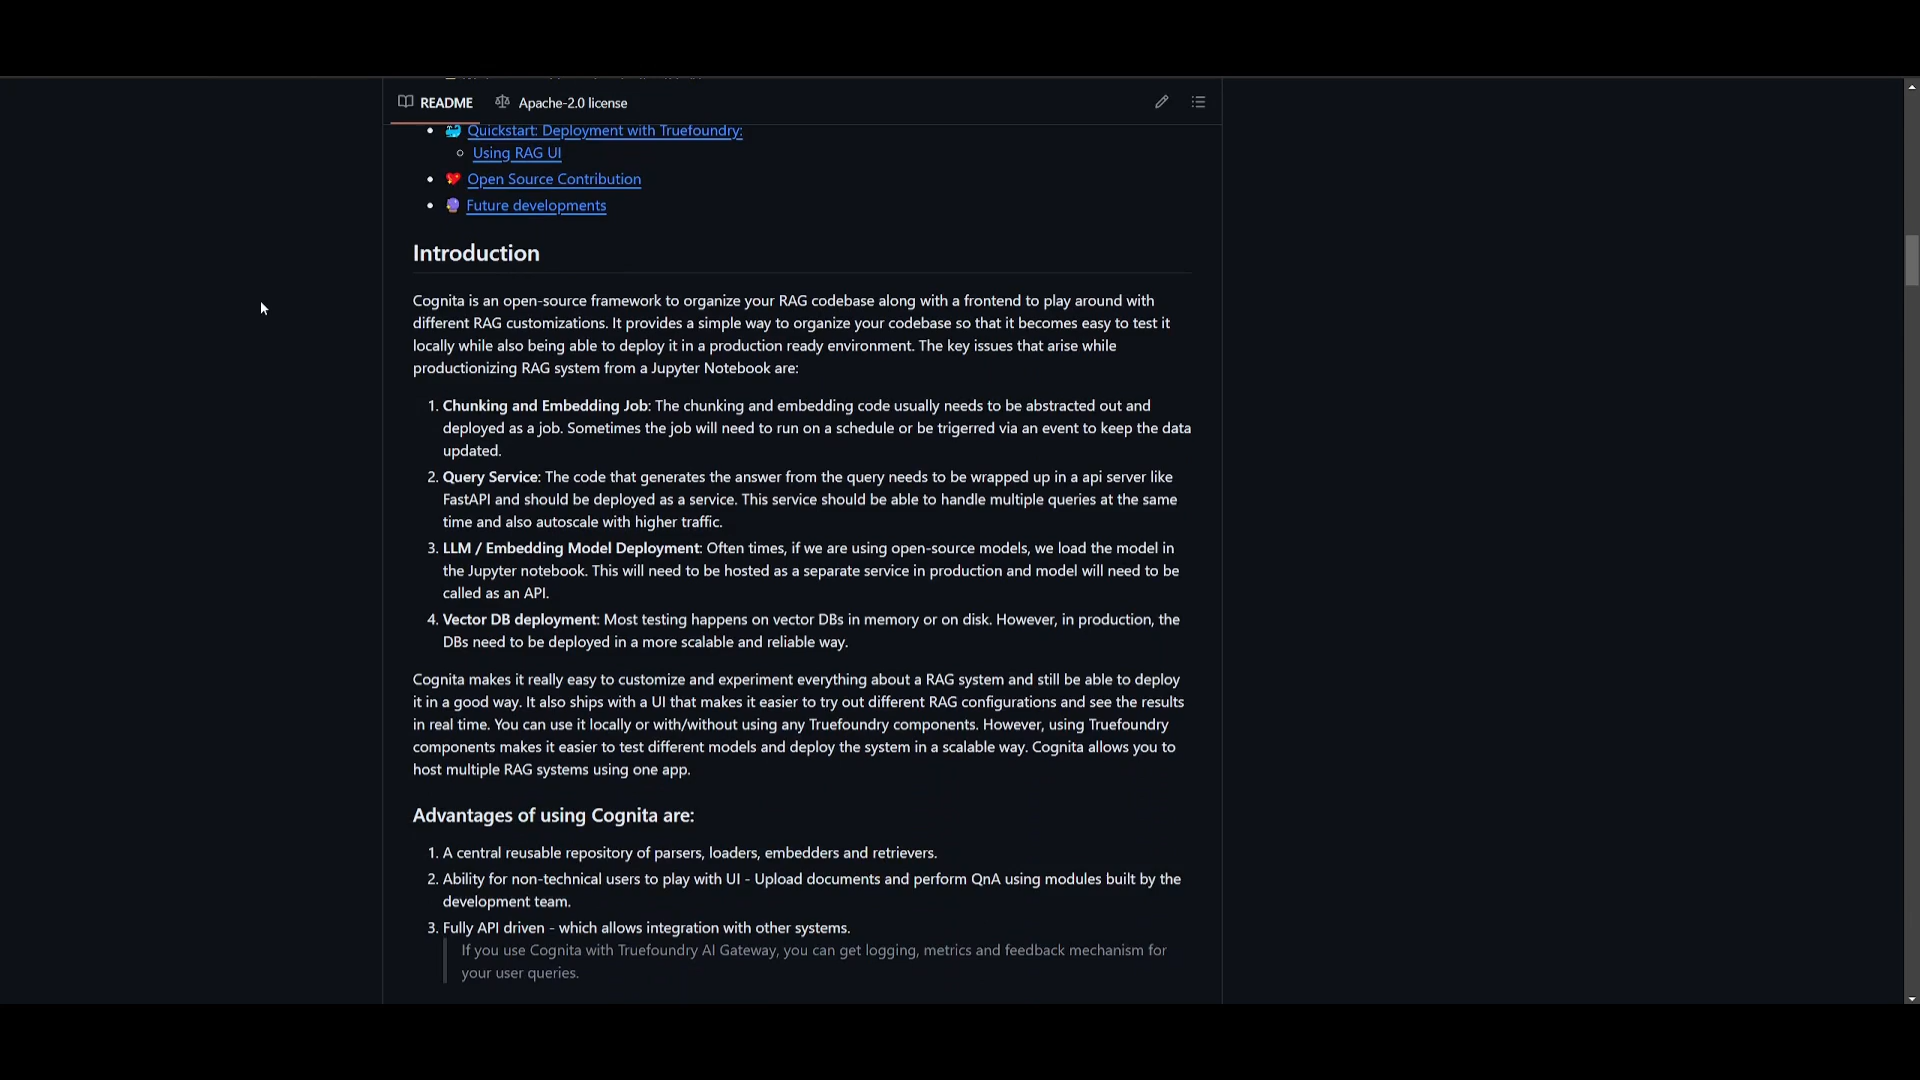 README
Apache-2.0 license
Quickstart: Deployment with Truefoundry:
Using RAG UI
Open Source Contribution
Future developments
Introduction
Cognita is an open-source framework to organize your RAG codebase along with a frontend to play around with
different RAG customizations. It provides a simple way to organize your codebase so that it becomes easy to test it
locally while also being able to deploy it in a production ready environment. The key issues that arise while
productionizing RAG system from a Jupyter Notebook are:
1. Chunking and Embedding Job: The chunking and embedding code usually needs to be abstracted out and
deployed as a job. Sometimes the job will need to run on a schedule or be trigerred via an event to keep the data
updated.
2. Query Service: The code that generates the answer from the query needs to be wrapped up in a api server like
FastAPI and should be deployed as a service. This service should be able to handle multiple queries at the same
time and also autoscale with higher traffic.
3. LLM / Embedding Model Deployment: Often times, if we are using open-source models, we load the model in
the Jupyter notebook. This will need to be hosted as a separate service in production and model will need to be
called as an API.
4. Vector DB deployment: Most testing happens on vector DBs in memory or on disk. However, in production, the
DBs need to be deployed in a more scalable and reliable way.
Cognita makes it really easy to customize and experiment everything about a RAG system and still be able to deploy
it in a good way. It also ships with a UI that makes it easier to try out different RAG configurations and see the results
in real time. You can use it locally or with/without using any Truefoundry components. However, using Truefoundry
components makes it easier to test different models and deploy the system in a scalable way. Cognita allows you to
host multiple RAG systems using one app.
Advantages of using Cognita are:
1. A central reusable repository of parsers, loaders, embedders and retrievers.
2. Ability for non-technical users to play with UI - Upload documents and perform QnA using modules built by the
development team.
3. Fully API driven - which allows integration with other systems.
If you use Cognita with Truefoundry AI Gateway, you can get logging, metrics and feedback mechanism for
your user queries.